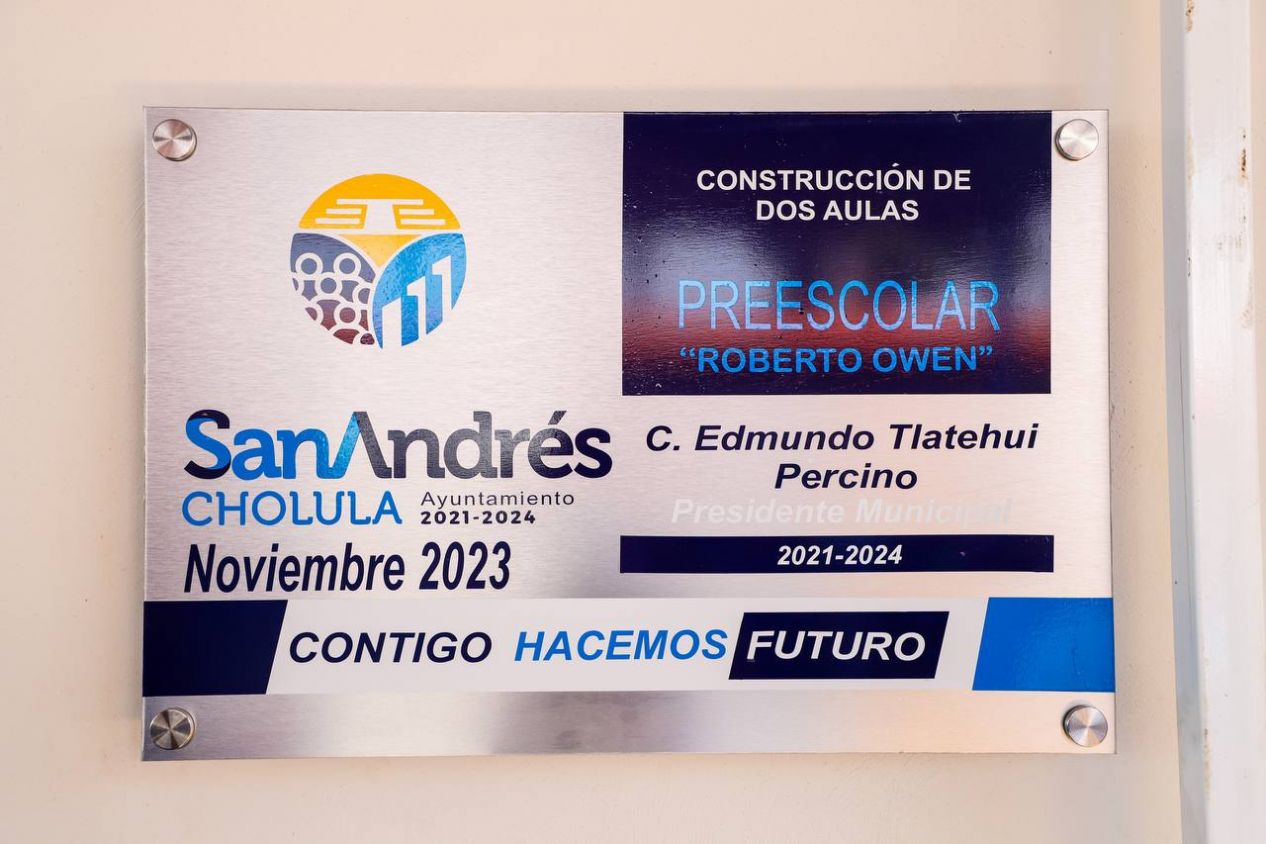 CONSTRUCCIÓN DE
DOS AULAS
PREESCOLAR
“ROBERTO OWEN”
SanAndrés
CHOLULA
Ayuntamiento
2021-2024
Noviembre 2023
C. Edmundo Tlatehui
Percino
Presidente Municipal
2021-2024
CONTIGO HACEMOS FUTURO